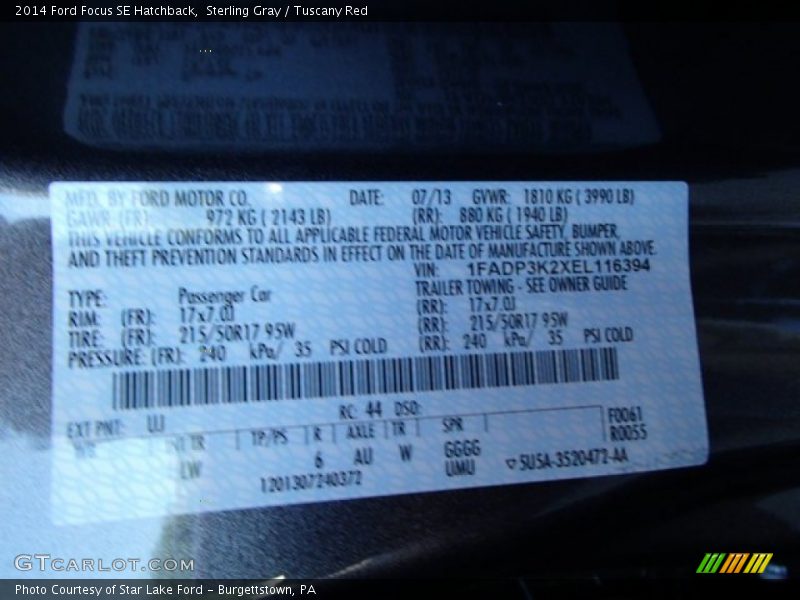 2014 Ford Focus SE Hatchback,  Sterling Gray / Tuscany Red
MFD. BY FORD MOTOR CO. DATE: 07/13 GVWR: 1810 KG ( 3990 LB)
GAWR (FR): 972 KG ( 2143 LB) (RR): 880 KG ( 1940 LB)
THIS VEHICLE CONFORMS TO ALL APPLICABLE FEDERAL MOTOR VEHICLE SAFETY, BUMPER,
AND THEFT PREVENTION STANDARDS IN EFFECT ON THE DATE OF MANUFACTURE SHOWN ABOVE.
VIN: 1FADP3K2XEL116394
TYPE: Passenger Car TRAILER TOWING - SEE OWNER GUIDE
RIM: (FR): 17x7.0J (RR): 17x7.0J
TIRE: (FR): 215/50R17 95W (RR): 215/50R17 95W
PRESSURE: (FR): 240 kPa/ 35 PSI COLD (RR): 240 kPa/ 35 PSI COLD
RC: 44 DSO: F0061
EXT PNT: UJ R0055
INT TR TP/PS R AXLE TR SPR
LW 6 AU W GGGG
UMU
1201307240372 5U5A-3520472-AA
GTCARLOT.COM
Photo Courtesy of Star Lake Ford - Burgettstown, PA